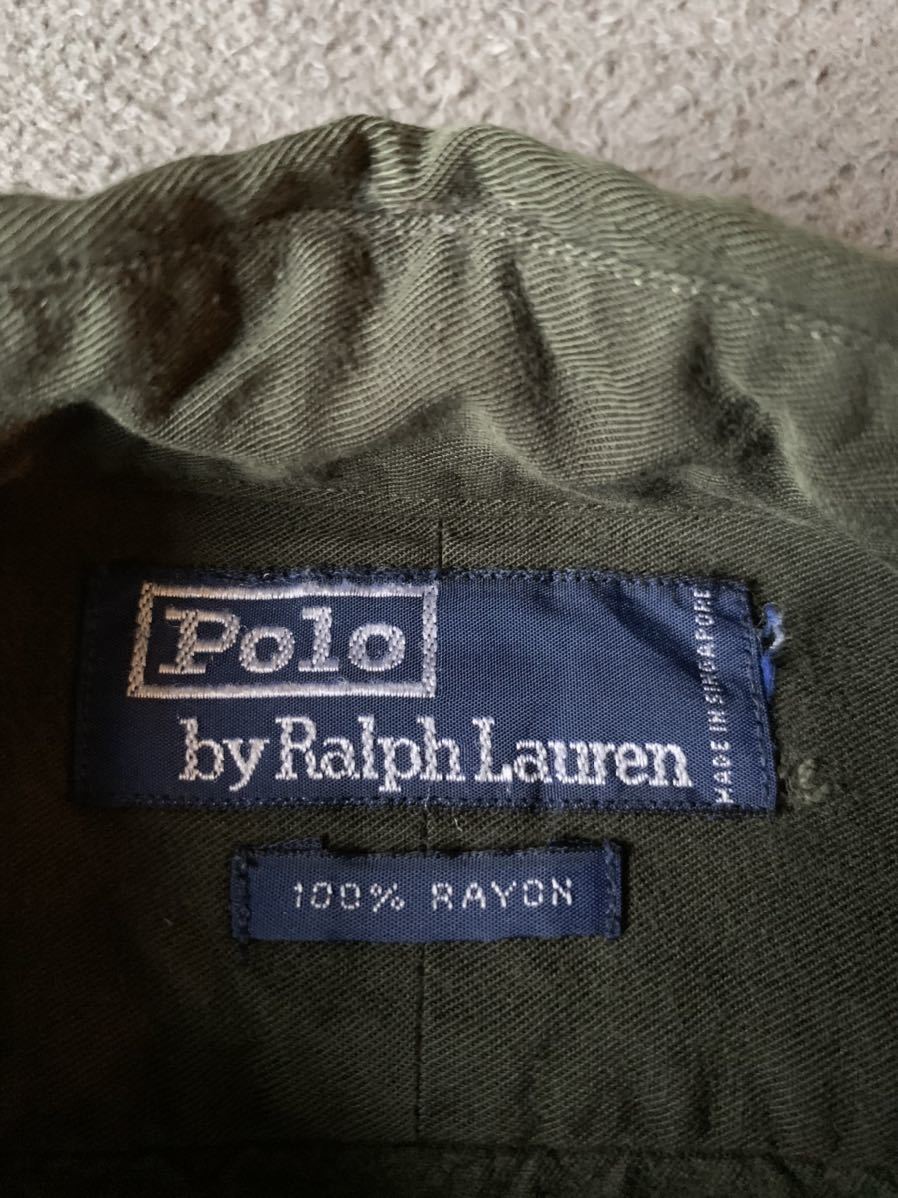 Polo
by Ralph Lauren
MADE IN SINGAPORE
100% RAYON